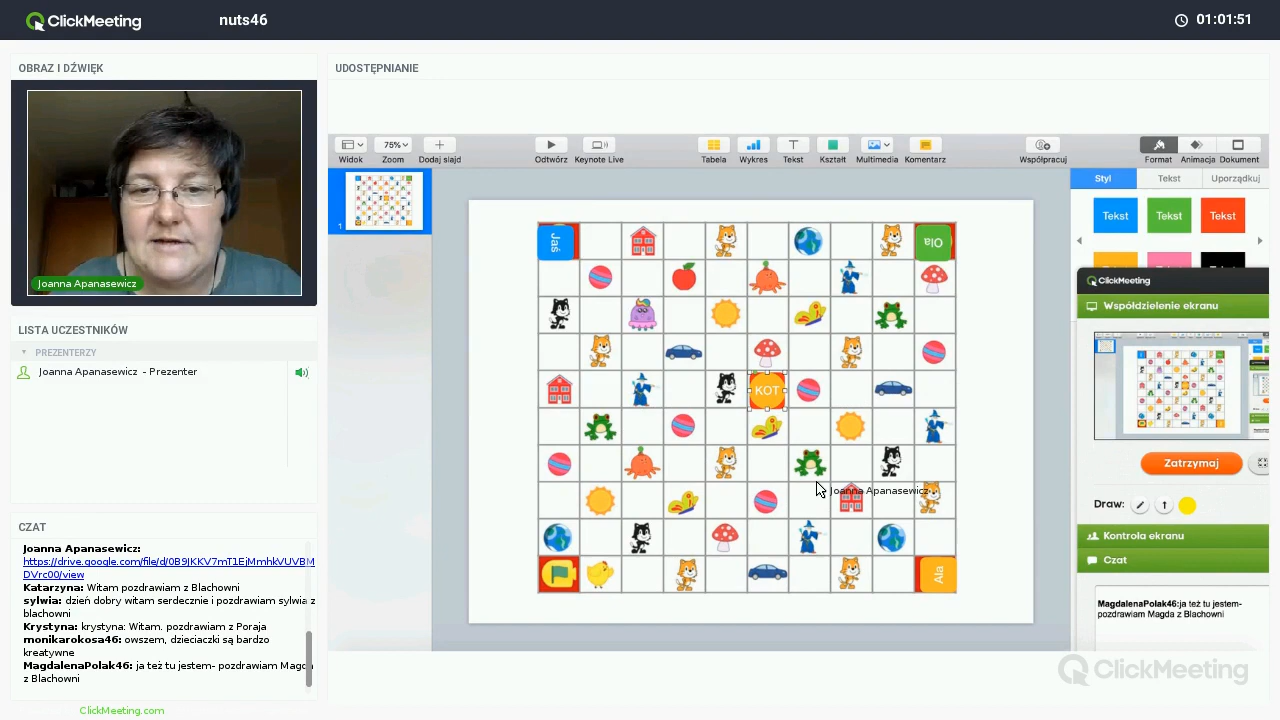 ClickMeeting
nuts46
01:01:51
OBRAZ I DŹWIĘK
Joanna Apanasewicz
LISTA UCZESTNIKÓW
PREZENTERZY
Joanna Apanasewicz - Prezenter
CZAT
Joanna Apanasewicz:
https://drive.google.com/file/d/0B9JKKV7mT1EjMmhkVUVBM
DVrc00/view
Katarzyna: Witam pozdrawiam z Blachowni
sylwia: dzień dobry witam serdecznie i pozdrawiam sylwia z
blachowni
Krystyna: krystyna: Witam. pozdrawiam z Poraja
monikarokosa46: owszem, dzieciaczki są bardzo
kreatywne
MagdalenaPolak46: ja też tu jestem- pozdrawiam Magda
z Blachowni
ClickMeeting.com
UDOSTĘPNIANIE
Widok
75%
Zoom
Dodaj slajd
Odtwórz
Keynote Live
Tabela
Wykres
Tekst
Kształt
Multimedia
Komentarz
Współpracuj
Format
Animacja
Dokument
Styl
Tekst
Uporządkuj
Tekst
Tekst
Tekst
1
Jaś
Ola
KOT
Joanna Apanasewicz
Ala
ClickMeeting
Współdzielenie ekranu
Zatrzymaj
Draw:
Kontrola ekranu
Czat
MagdalenaPolak46:ja też tu jestem-
pozdrawiam Magda z Blachowni
ClickMeeting